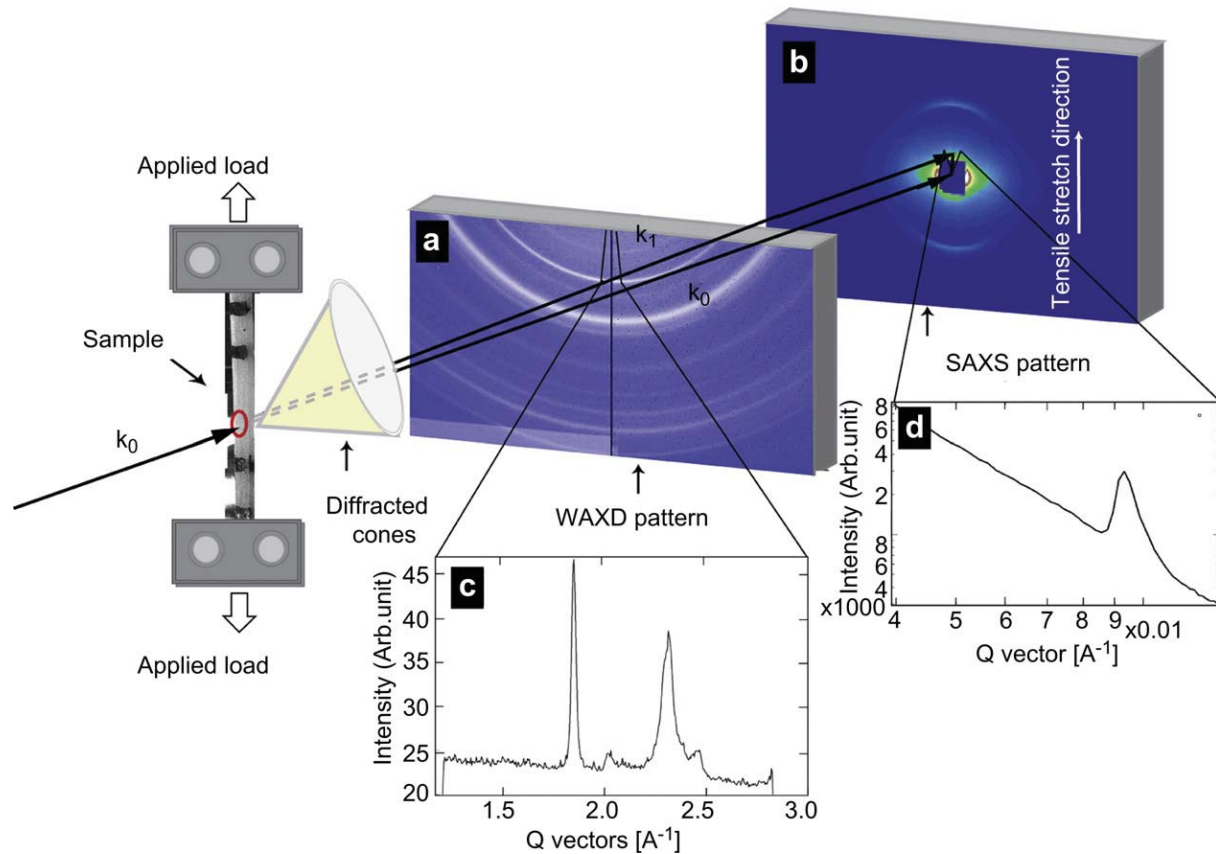 b
Tensile stretch direction
Applied load
a
k1
k0
Sample
k0
SAXS pattern
Diffracted
cones
WAXD pattern
d
8
6
4
2
8
6
4
x1000
Intensity (Arb.unit)
4 5 6 7 8 9 x0.01
Q vector [A⁻¹]
Applied load
c
45
40
35
30
25
20
Intensity (Arb.unit)
1.5 2.0 2.5 3.0
Q vectors [A⁻¹]